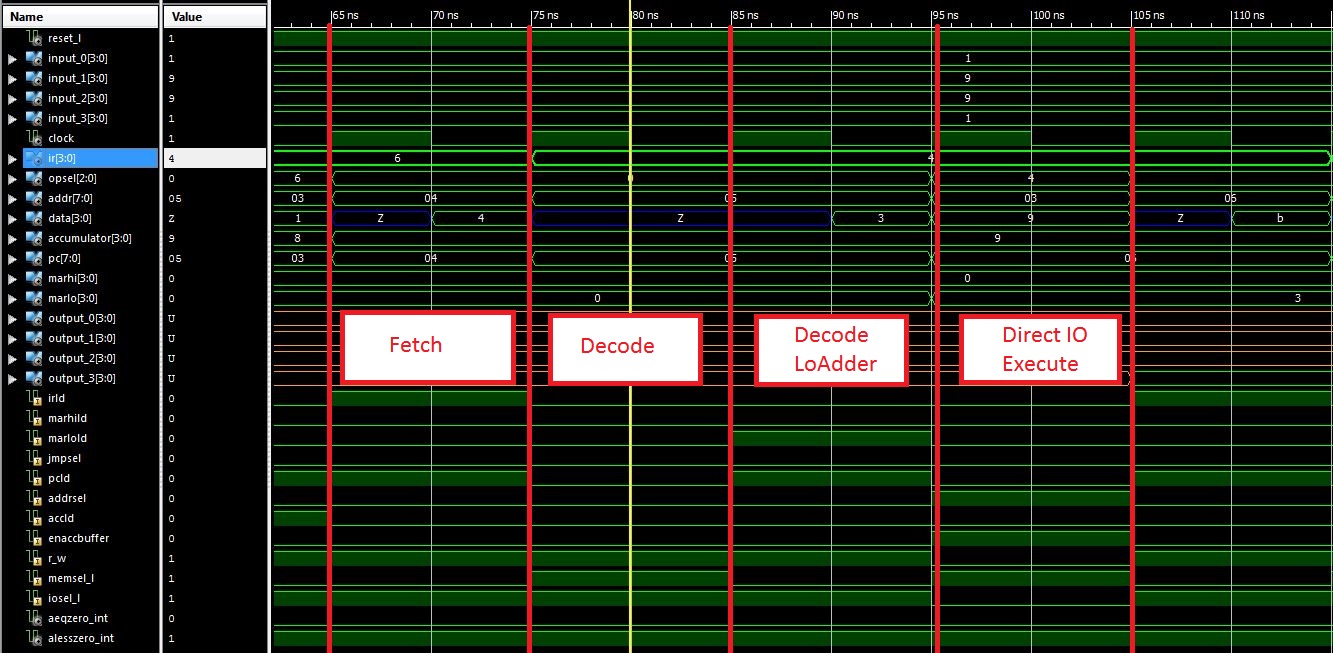 Name Value 65 ns 70 ns 75 ns 80 ns 85 ns 90 ns 95 ns 100 ns 105 ns 110 ns
reset_l 1
input_0[3:0] 1 1
input_1[3:0] 9 9
input_2[3:0] 9 9
input_3[3:0] 1 1
clock 1
ir[3:0] 4 6 4
opsel[2:0] 0 6 0 4
addr[7:0] 05 03 04 05 03 05
data[3:0] Z 1 Z 4 Z 3 9 Z b
accumulator[3:0] 9 8 9
pc[7:0] 05 03 04 05
marhi[3:0] 0 0
marlo[3:0] 0 0 3
output_0[3:0] U
output_1[3:0] U
output_2[3:0] U
output_3[3:0] U
Fetch
Decode
Decode
LoAdder
Direct IO
Execute
irld 0
marhild 0
marlold 0
jmpsel 0
pcld 0
addrsel 0
accld 0
enaccbuffer 0
r_w 1
memsel_l 1
iosel_l 1
aeqzero_int 0
alesszero_int 1